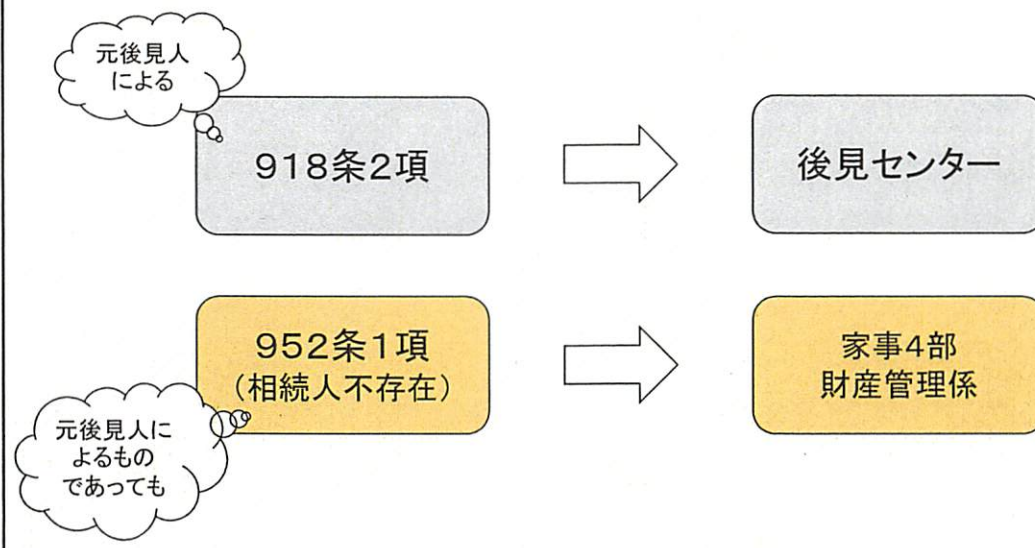 元後見人
による
918条2項
後見センター
952条1項
(相続人不存在)
家事4部
財産管理係
元後見人に
よるもの
であっても